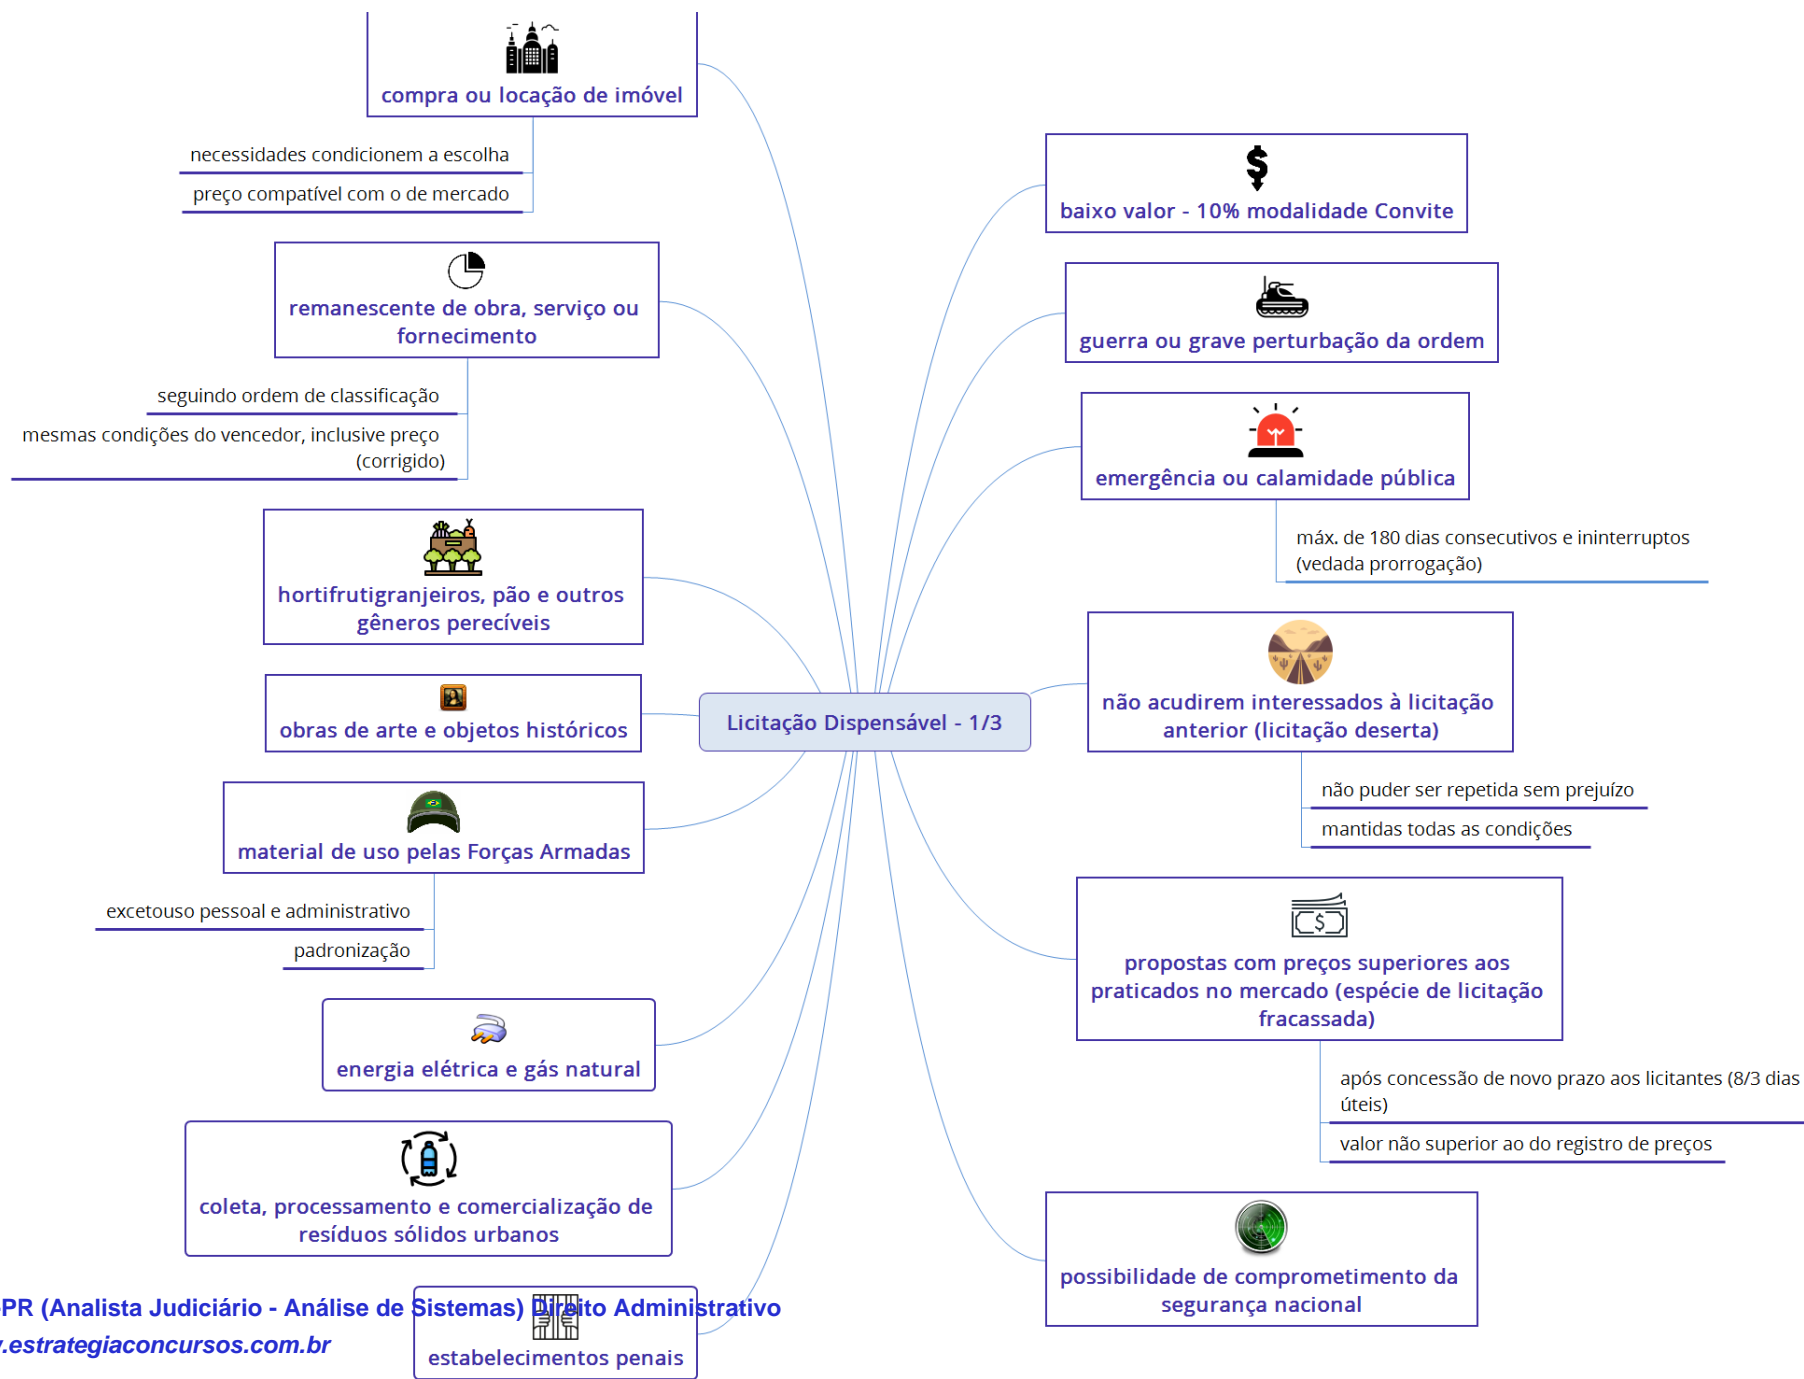 compra ou locação de imóvel
necessidades condicionem a escolha
preço compatível com o de mercado
remanescente de obra, serviço ou
fornecimento
seguindo ordem de classificação
mesmas condições do vencedor, inclusive preço
(corrigido)
hortifrutigranjeiros, pão e outros
gêneros perecíveis
obras de arte e objetos históricos
material de uso pelas Forças Armadas
excetouso pessoal e administrativo
padronização
energia elétrica e gás natural
coleta, processamento e comercialização de
resíduos sólidos urbanos
estabelecimentos penais
Licitação Dispensável - 1/3
baixo valor - 10% modalidade Convite
guerra ou grave perturbação da ordem
emergência ou calamidade pública
máx. de 180 dias consecutivos e ininterruptos
(vedada prorrogação)
não acudirem interessados à licitação
anterior (licitação deserta)
não puder ser repetida sem prejuízo
mantidas todas as condições
propostas com preços superiores aos
praticados no mercado (espécie de licitação
fracassada)
após concessão de novo prazo aos licitantes (8/3 dias
úteis)
valor não superior ao do registro de preços
possibilidade de comprometimento da
segurança nacional
PR (Analista Judiciário - Análise de Sistemas) Direito Administrativo
.estrategiaconcursos.com.br